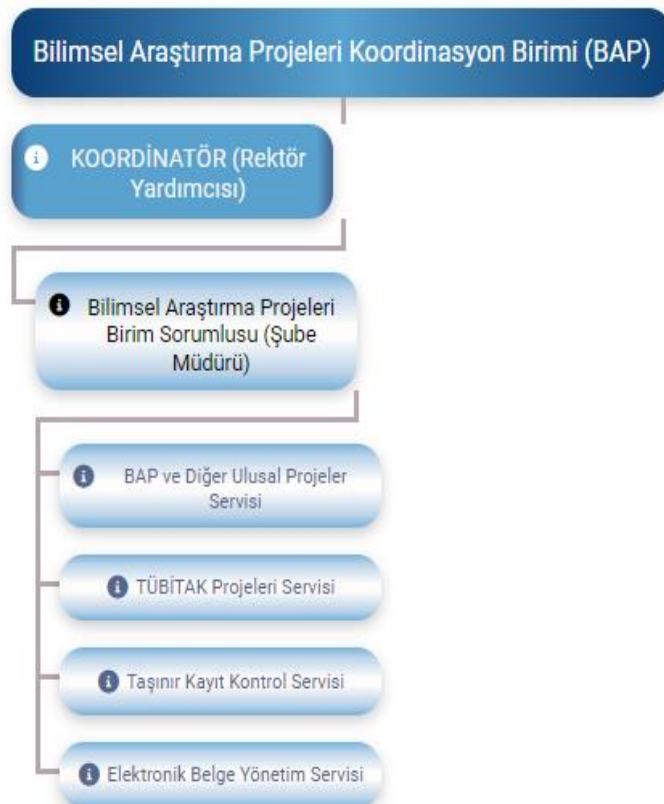 Bilimsel Araştırma Projeleri Koordinasyon Birimi (BAP)
KOORDİNATÖR (Rektör
Yardımcısı)
Bilimsel Araştırma Projeleri
Birim Sorumlusu (Şube
Müdürü)
BAP ve Diğer Ulusal Projeler
Servisi
TÜBİTAK Projeleri Servisi
Taşınır Kayıt Kontrol Servisi
Elektronik Belge Yönetim Servisi